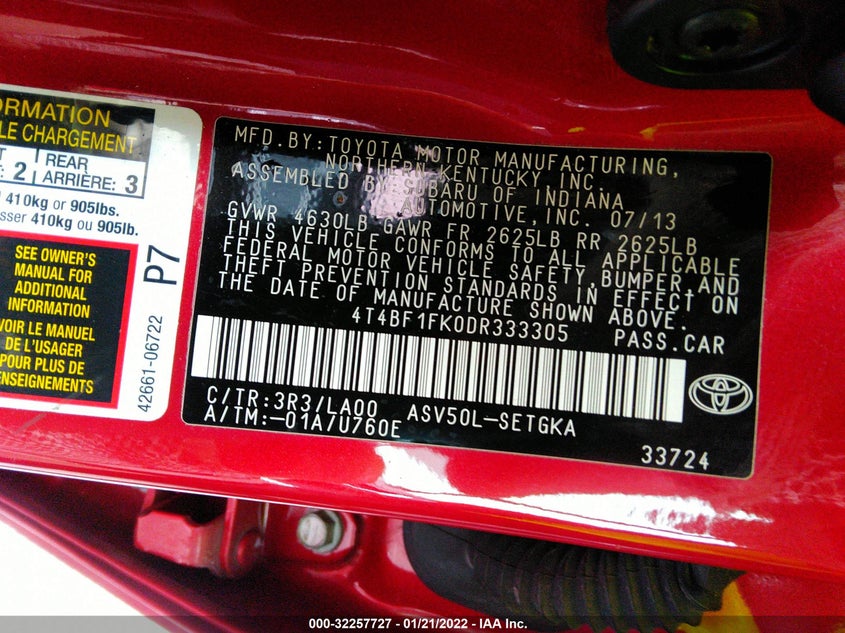 ORMATION
LE CHARGEMENT
2
REAR
ARRIÈRE: 3
410kg or 905lbs.
sser 410kg ou 905lb.
SEE OWNER'S
MANUAL FOR
ADDITIONAL
INFORMATION
VOIR LE MANUEL
DE L'USAGER
POUR PLUS DE
RENSEIGNEMENTS
P7
42661-06722
MFD.BY:TOYOTA MOTOR MANUFACTURING,
NORTHERN KENTUCKY, INC.
ASSEMBLED BY SUBARU OF INDIANA
AUTOMOTIVE, INC. 07/13
GVWR 4630LB GAWR FR 2625LB RR 2625LB
THIS VEHICLE CONFORMS TO ALL APPLICABLE
FEDERAL MOTOR VEHICLE SAFETY, BUMPER, AND
THEFT PREVENTION STANDARDS IN EFFECT ON
THE DATE OF MANUFACTURE SHOWN ABOVE.
4T4BF1FK0DR333305 PASS.CAR
C/TR:3R3/LA00 ASV50L-SETGKA
A/TM:-01A/U760E
33724
000-32257727 - 01/21/2022 - IAA Inc.